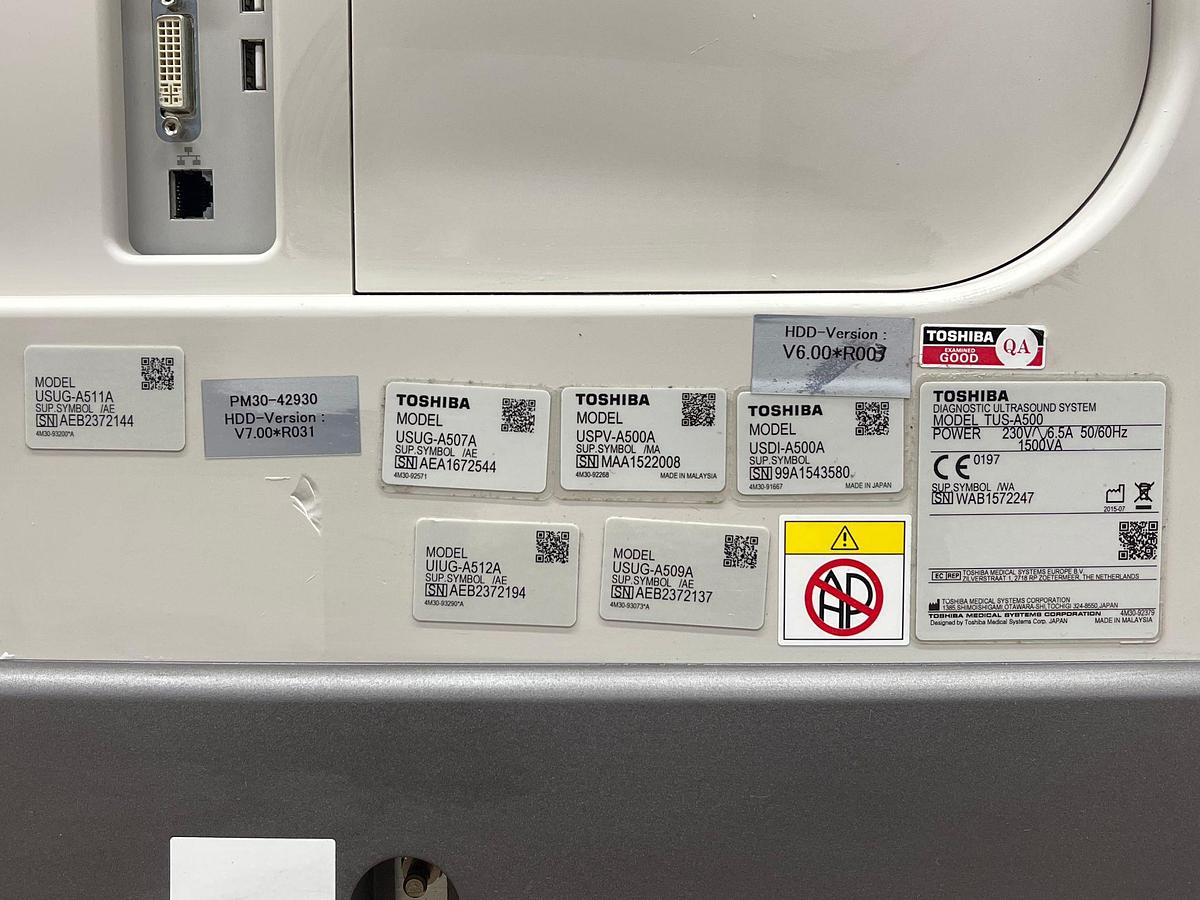 MODEL
USUG-A511A
SUP.SYMBOL /AE
SN AEB2372144
4M30-93200*A
PM30-42930
HDD-Version :
V7.00*R031
TOSHIBA
MODEL
USUG-A507A
SUP.SYMBOL /AE
SN AEA1672544
4M30-92571
TOSHIBA
MODEL
USPV-A500A
SUP.SYMBOL /MA
SN MAA1522008
4M30-92268 MADE IN MALAYSIA
HDD-Version :
TOSHIBA
MODEL
USDI-A500A
SUP.SYMBOL
SN 99A1543580
4M30-91667 MADE IN JAPAN
TOSHIBA
EXAMINED
GOOD
QA
TOSHIBA
DIAGNOSTIC ULTRASOUND SYSTEM
MODEL TUS-A500
POWER 230V∿6.5A 50/60Hz
1500VA
CE 0197
SUP.SYMBOL /WA
SN WAB1572247
2015-07
EC REP TOSHIBA MEDICAL SYSTEMS EUROPE B.V.
ZILVERSTRAAT 1, 2718 RP ZOETERMEER, THE NETHERLANDS
TOSHIBA MEDICAL SYSTEMS CORPORATION
1385,SHIMOISHIGAMI,OTAWARA-SHI,TOCHIGI 324-8550,JAPAN
4M30-92379
TOSHIBA MEDICAL SYSTEMS CORPORATION
Designed by Toshiba Medical Systems Corp. JAPAN MADE IN MALAYSIA
MODEL
UIUG-A512A
SUP.SYMBOL /AE
SN AEB2372194
4M30-93290*A
MODEL
USUG-A509A
SUP.SYMBOL /AE
SN AEB2372137
4M30-93073*A
AP
HP